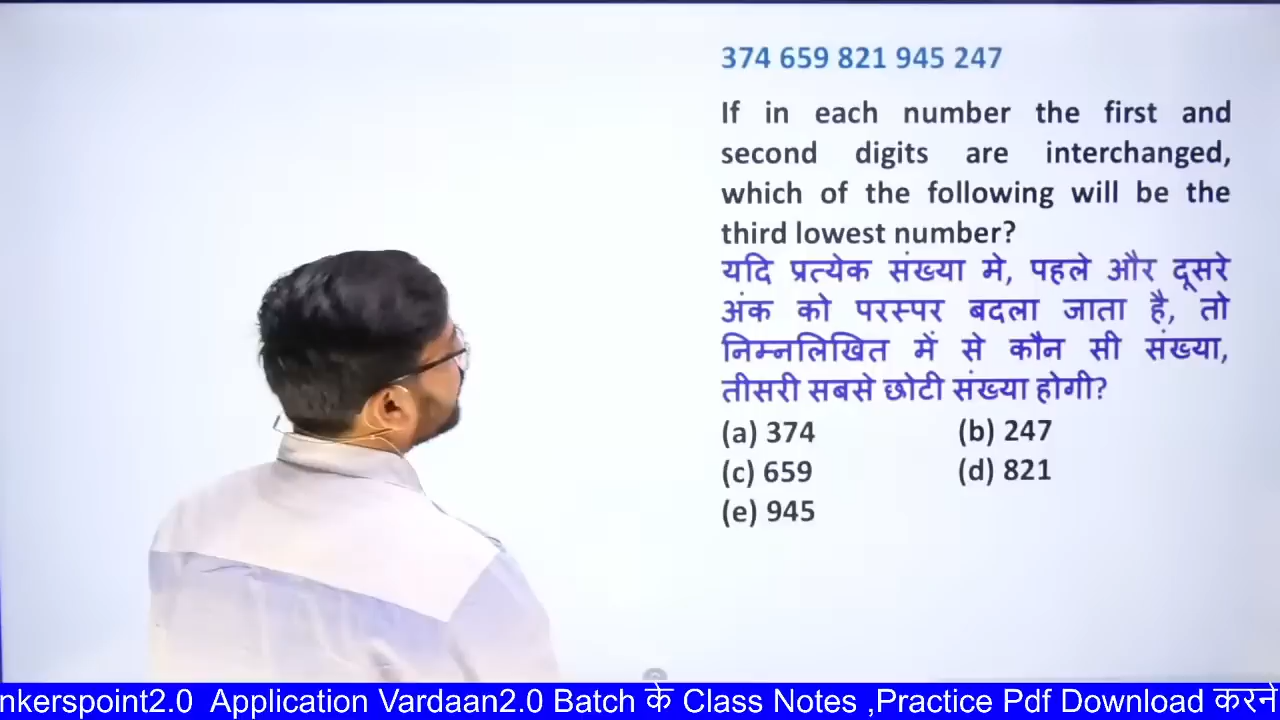 374 659 821 945 247
If in each number the first and
second digits are interchanged,
which of the following will be the
third lowest number?
यदि प्रत्येक संख्या मे, पहले और दूसरे
अंक को परस्पर बदला जाता है, तो
निम्नलिखित में से कौन सी संख्या,
तीसरी सबसे छोटी संख्या होगी?
(a) 374 (b) 247
(c) 659 (d) 821
(e) 945
nkerspoint2.0 Application Vardaan2.0 Batch के Class Notes ,Practice Pdf Download करने